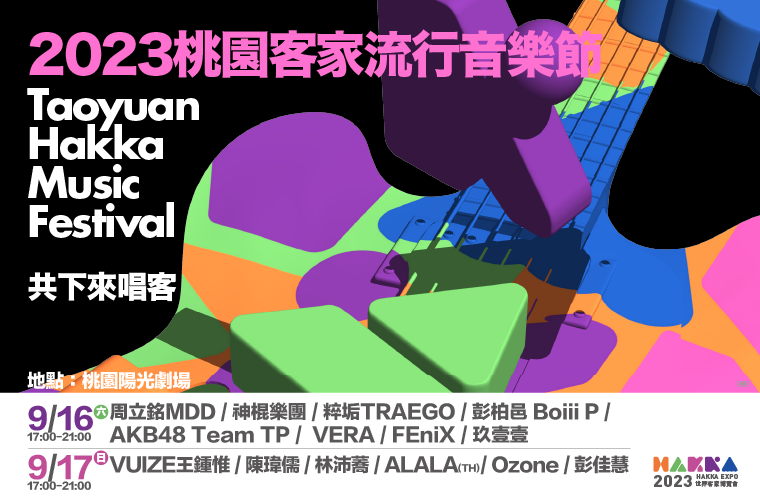 2023桃園客家流行音樂節
Taoyuan
Hakka
Music
Festival
共下來唱客
地點：桃園陽光劇場
9/16 六
17:00~21:00
周立銘MDD / 神棍樂團 / 粹垢TRAEGO / 彭柏邑 Boiii P /
AKB48 Team TP / VERA / FEniX / 玖壹壹
9/17 日
17:00~21:00
VUIZE王鍾惟 / 陳瑋儒 / 林沛蕎 / ALALA(TH) / Ozone / 彭佳慧
HAKKA
2023 HAKKA EXPO
世界客家博覽會